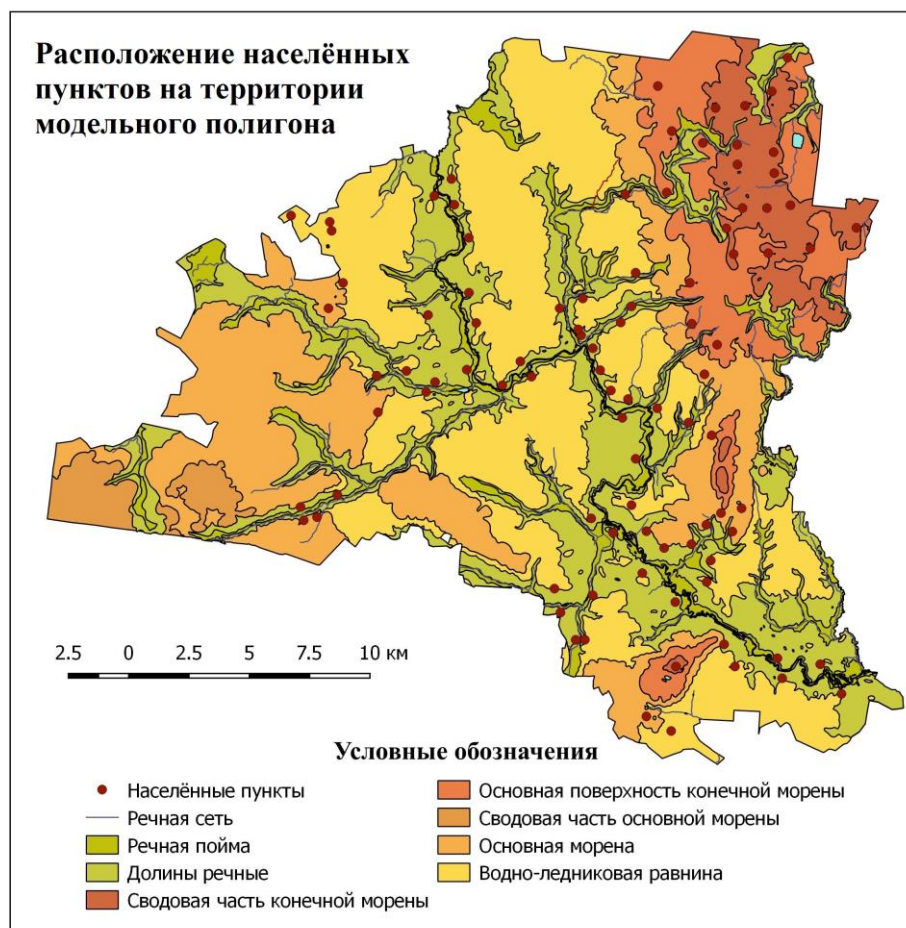 Расположение населённых
пунктов на территории
модельного полигона
2.5 0 2.5 5 7.5 10 км
Условные обозначения
Населённые пункты
Речная сеть
Речная пойма
Долины речные
Сводовая часть конечной морены
Основная поверхность конечной морены
Сводовая часть основной морены
Основная морена
Водно-ледниковая равнина